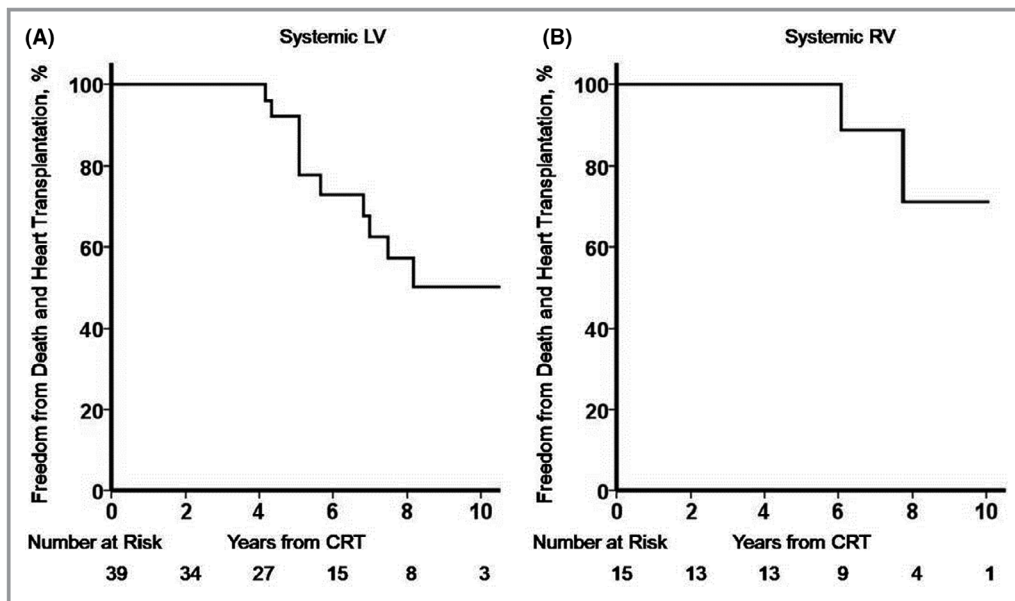 (A)
Systemic LV
Freedom from Death and Heart Transplantation, %
100
80
60
40
20
0
0 2 4 6 8 10
Number at Risk Years from CRT
39 34 27 15 8 3
(B)
Systemic RV
Freedom from Death and Heart Transplantation, %
100
80
60
40
20
0
0 2 4 6 8 10
Number at Risk Years from CRT
15 13 13 9 4 1